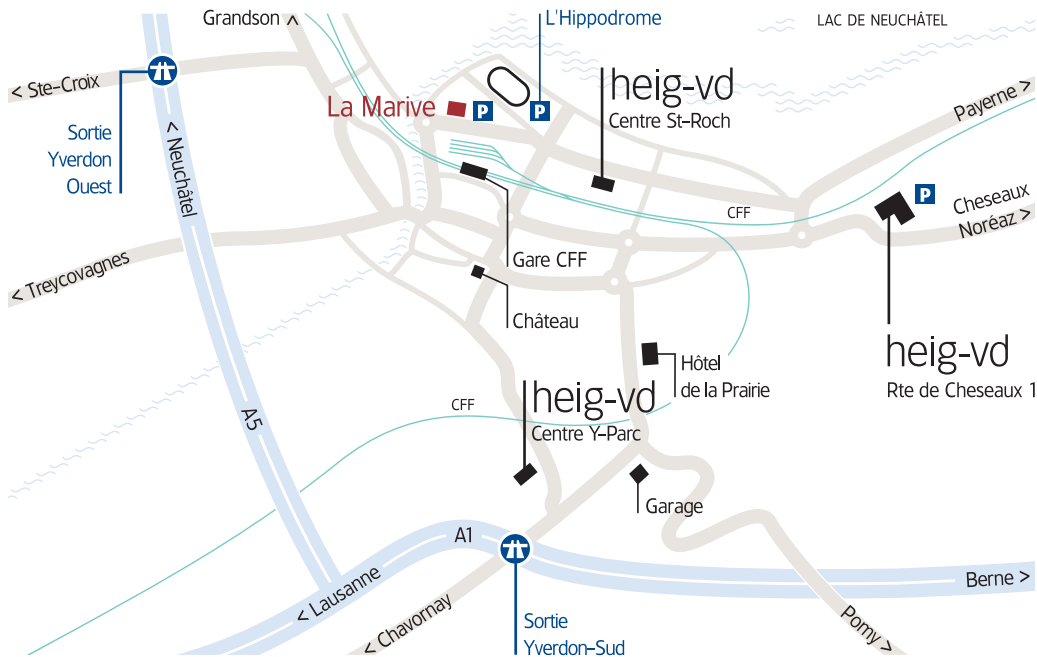 Grandson >
L'Hippodrome
LAC DE NEUCHÂTEL
< Ste-Croix
Sortie
Yverdon
Ouest
< Neuchâtel
La Marive
P
P
heig-vd
Centre St-Roch
Payerne >
P
Cheseaux
Noréaz >
CFF
< Treycovagnes
Gare CFF
Château
heig-vd
Rte de Cheseaux 1
Hôtel
de la Prairie
heig-vd
Centre Y-Parc
CFF
A5
Garage
A1
< Lausanne
Berne >
< Chavornay
Sortie
Yverdon-Sud
Pomy >